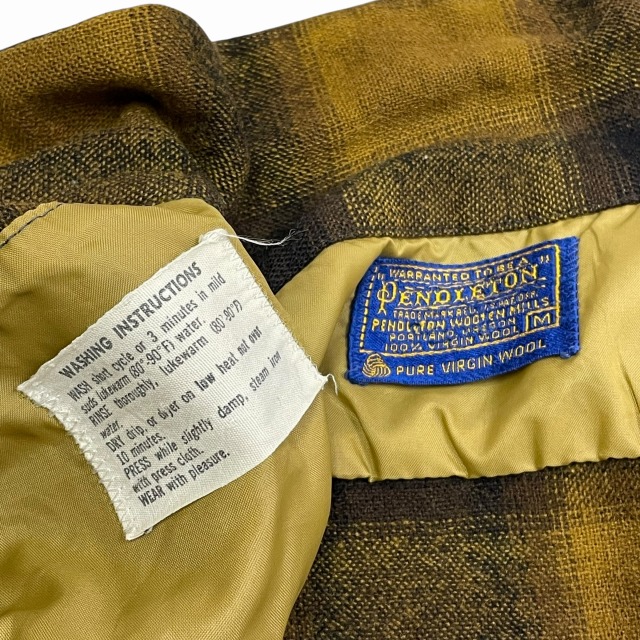 WASHING INSTRUCTIONS
WASH short cycle or 3 minutes in mild
suds lukewarm (80°-90°F) water.
RINSE thoroughly, lukewarm (80°-90°F)
water.
DRY drip, or dryer on low heat not over
10 minutes.
PRESS while slightly damp, steam iron
with press cloth.
WEAR with pleasure.
"WARRANTED TO BE A"
PENDLETON
TRADEMARK REG. U.S. PAT. OFF.
PENDLETON WOOLEN MILLS
PORTLAND, OREGON
100% VIRGIN WOOL M
PURE VIRGIN WOOL